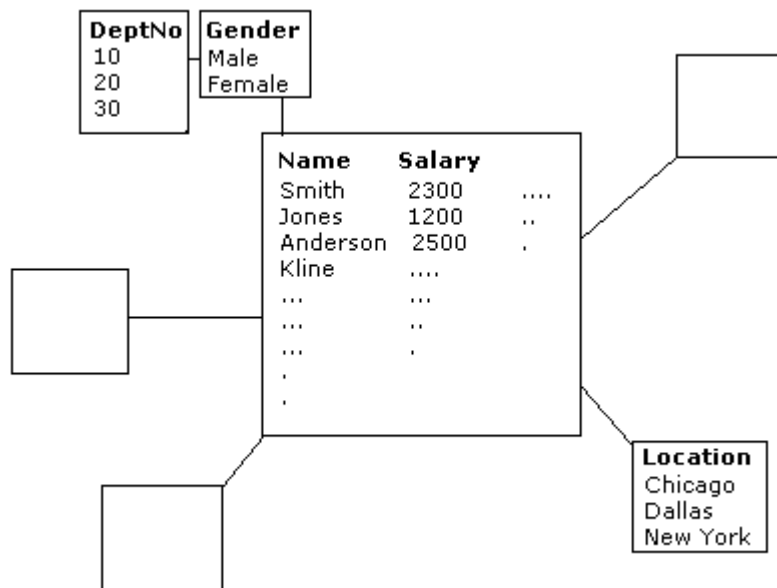 DeptNo
10
20
30
Gender
Male
Female
Name Salary
Smith 2300 ....
Jones 1200 ..
Anderson 2500 .
Kline ....
... ...
... ..
... .
.
.
Location
Chicago
Dallas
New York